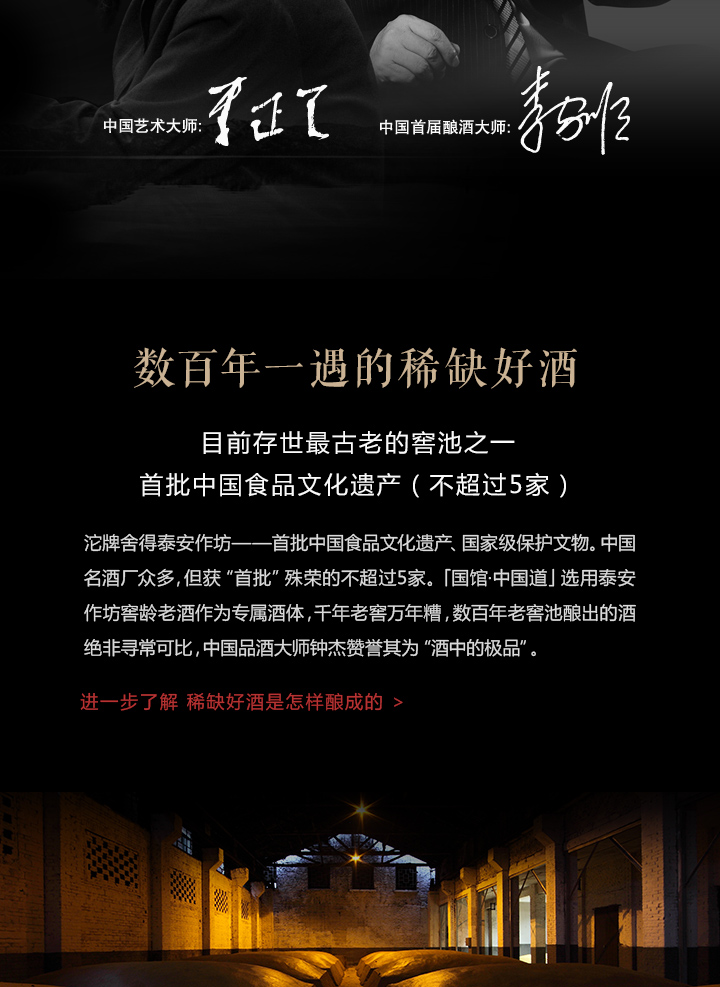 中国艺术大师:
中国首届酿酒大师: 李家顺
数百年一遇的稀缺好酒
目前存世最古老的窖池之一
首批中国食品文化遗产（不超过5家）
沱牌舍得泰安作坊——首批中国食品文化遗产、国家级保护文物。中国
名酒厂众多，但获“首批”殊荣的不超过5家。「国馆·中国道」选用泰安
作坊窖龄老酒作为专属酒体，千年老窖万年糟，数百年老窖池酿出的酒
绝非寻常可比，中国品酒大师钟杰赞誉其为“酒中的极品”。
进一步了解 稀缺好酒是怎样酿成的 >